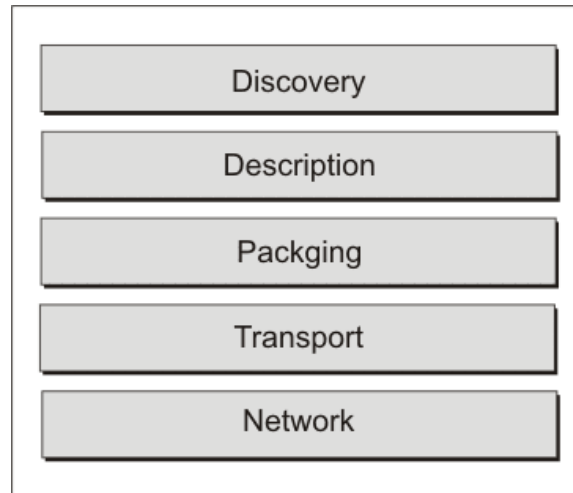 Discovery
Description
Packging
Transport
Network